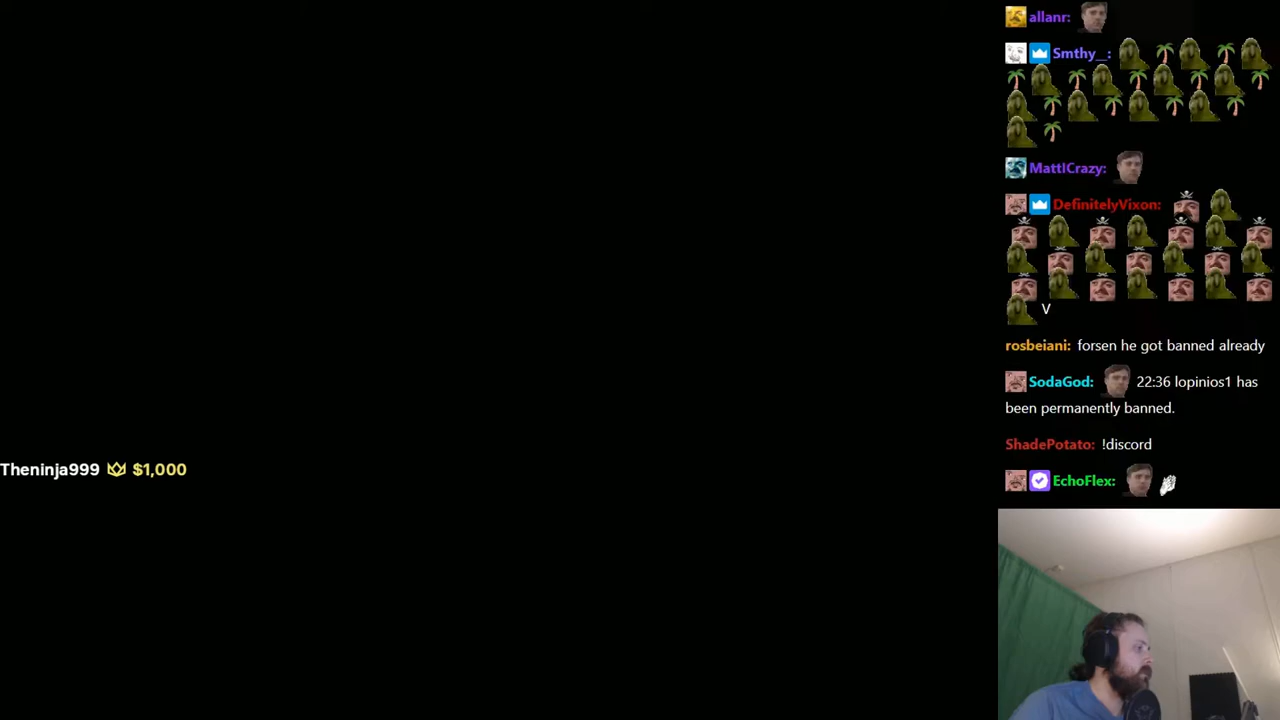 allanr:
Smthy__:
MattICrazy:
DefinitelyVixon:
V
rosbeiani: forsen he got banned already
SodaGod: 22:36 lopinios1 has
been permanently banned.
ShadePotato: !discord
Theninja999 $1,000
EchoFlex: